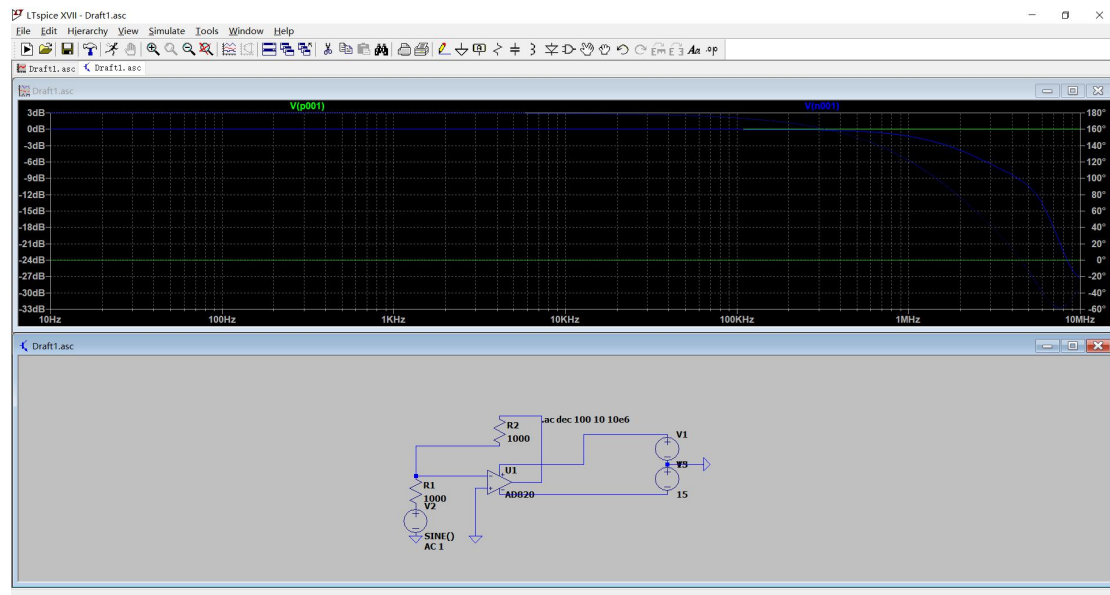 LTspice XVII - Draft1.asc
File Edit Hierarchy View Simulate Tools Window Help
Aa .op
Draft1.asc Draft1.asc
Draft1.asc
V(p001) V(n001)
3dB 180°
0dB 160°
-3dB 140°
-6dB 120°
-9dB 100°
-12dB 80°
-15dB 60°
-18dB 40°
-21dB 20°
-24dB 0°
-27dB -20°
-30dB -40°
-33dB -60°
10Hz 100Hz 1KHz 10KHz 100KHz 1MHz 10MHz
Draft1.asc
R2
1000
.ac dec 100 10 10e6
V1
U1
AD820
15
R1
1000
V2
SINE()
AC 1